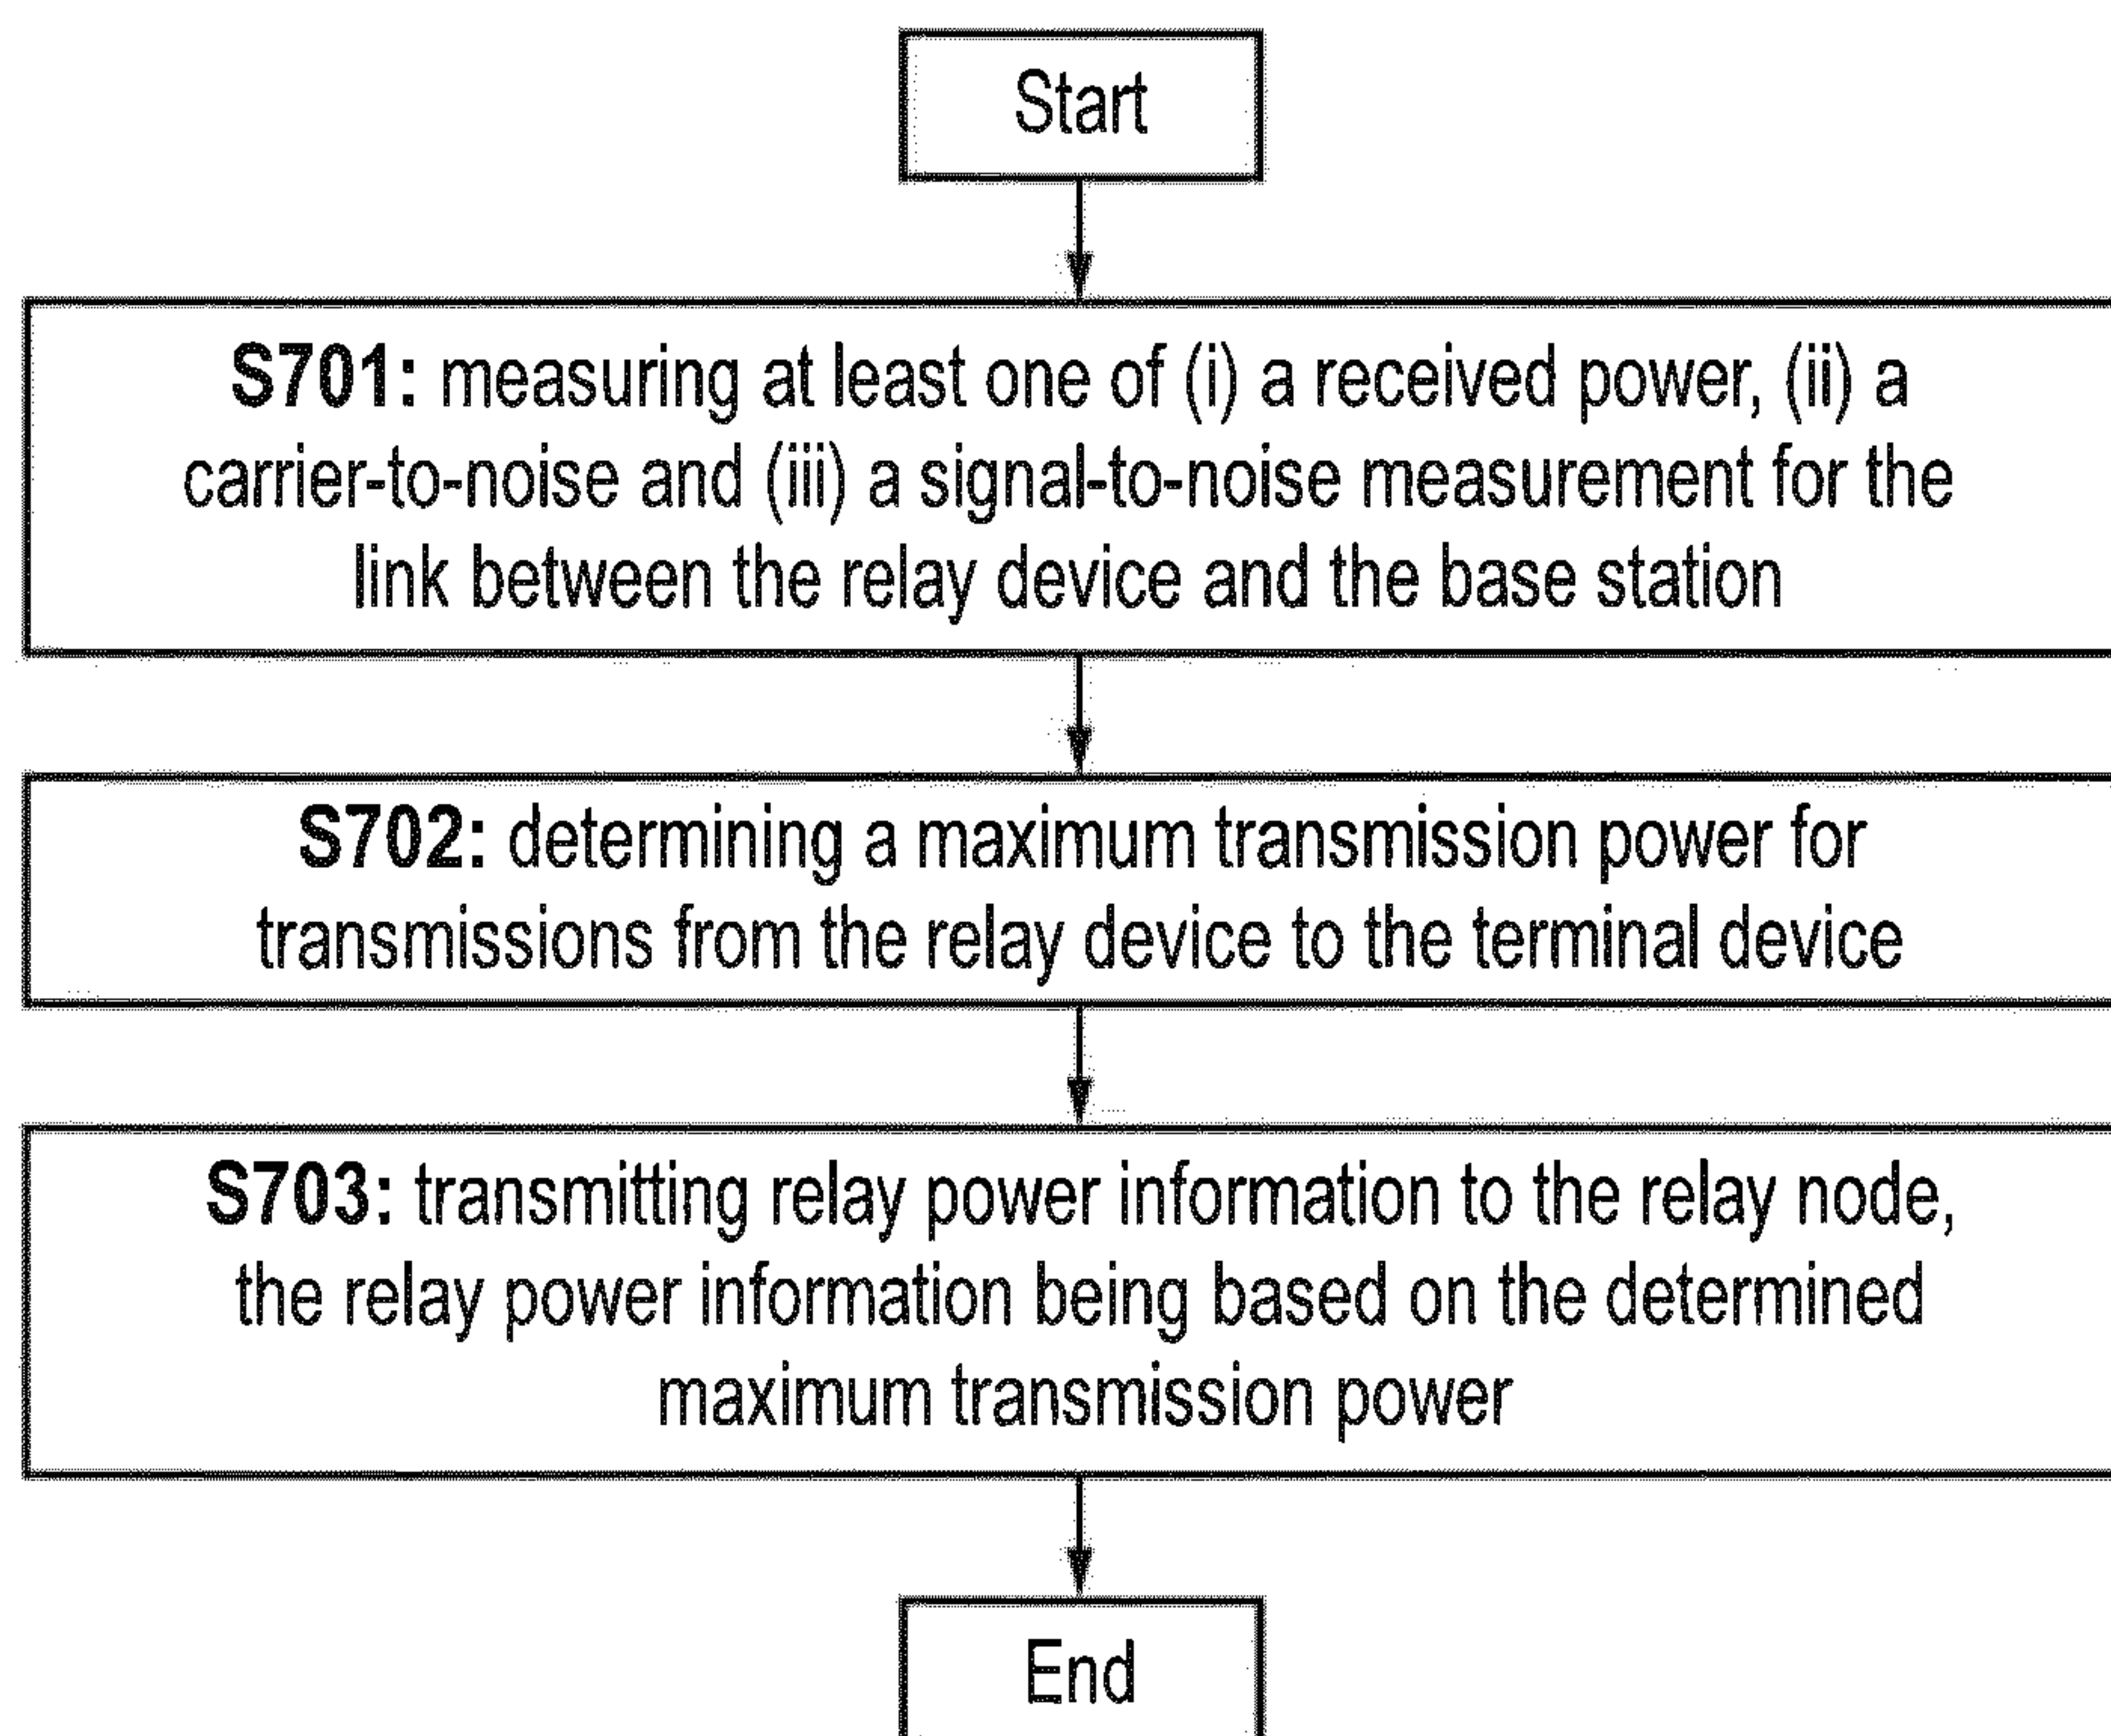 Start
S701: measuring at least one of (i) a received power, (ii) a
carrier-to-noise and (iii) a signal-to-noise measurement for the
link between the relay device and the base station
S702: determining a maximum transmission power for
transmissions from the relay device to the terminal device
S703: transmitting relay power information to the relay node,
the relay power information being based on the determined
maximum transmission power
End